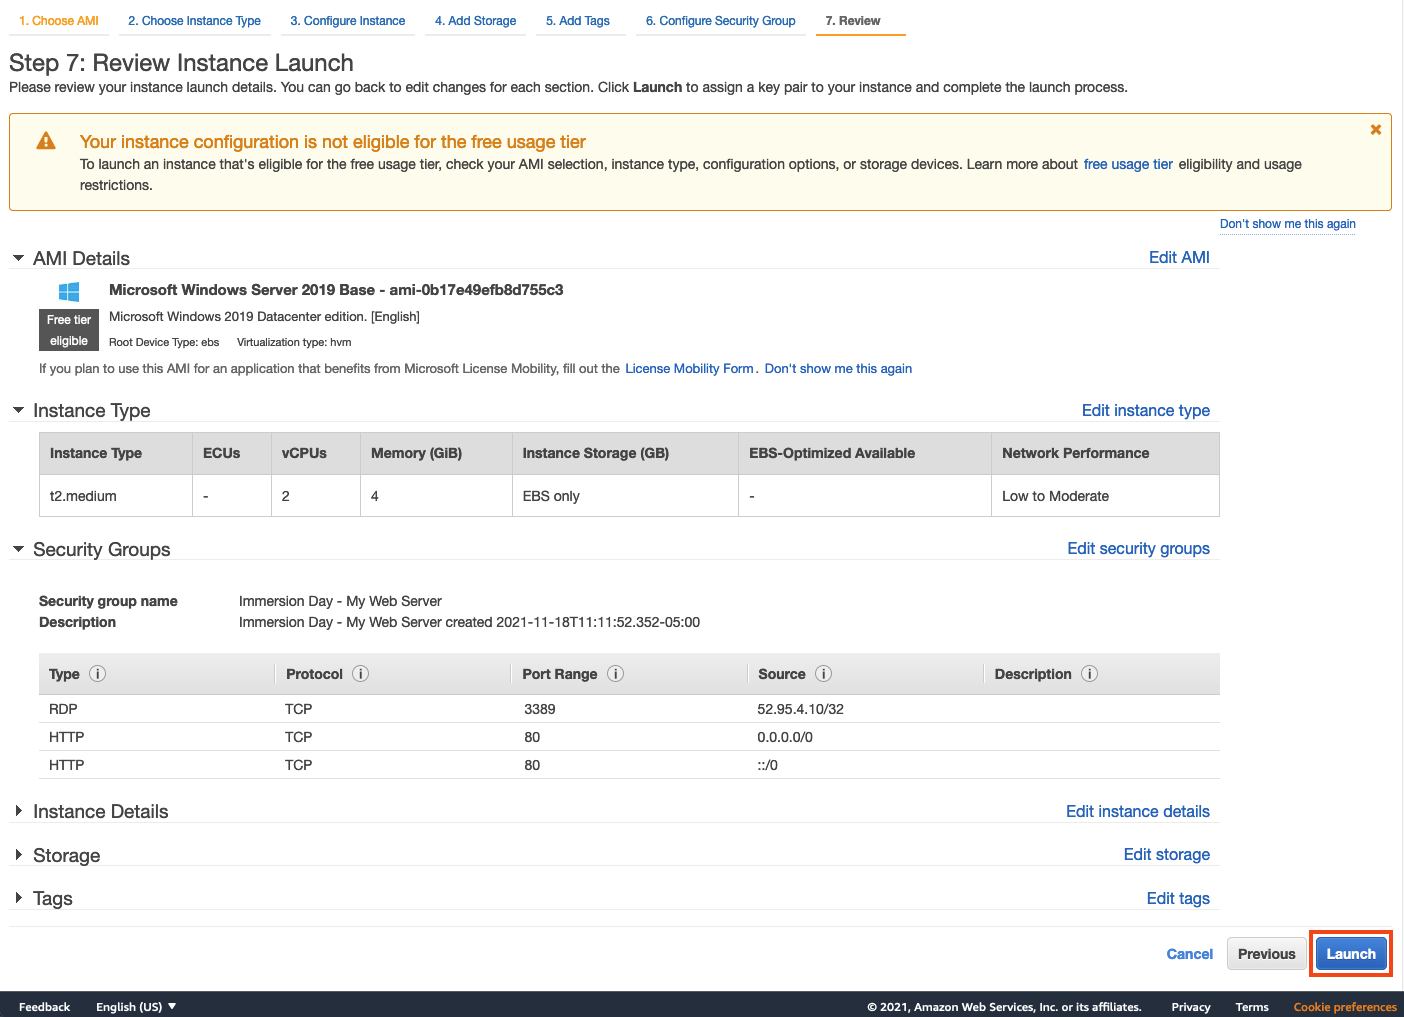 1. Choose AMI 2. Choose Instance Type 3. Configure Instance 4. Add Storage 5. Add Tags 6. Configure Security Group 7. Review
Step 7: Review Instance Launch
Please review your instance launch details. You can go back to edit changes for each section. Click Launch to assign a key pair to your instance and complete the launch process.
Your instance configuration is not eligible for the free usage tier
To launch an instance that's eligible for the free usage tier, check your AMI selection, instance type, configuration options, or storage devices. Learn more about free usage tier eligibility and usage
restrictions.
Don't show me this again
AMI Details Edit AMI
Microsoft Windows Server 2019 Base - ami-0b17e49efb8d755c3
Free tier
eligible
Microsoft Windows 2019 Datacenter edition. [English]
Root Device Type: ebs Virtualization type: hvm
If you plan to use this AMI for an application that benefits from Microsoft License Mobility, fill out the License Mobility Form. Don't show me this again
Instance Type Edit instance type
Instance Type ECUs vCPUs Memory (GiB) Instance Storage (GB) EBS-Optimized Available Network Performance
t2.medium - 2 4 EBS only - Low to Moderate
Security Groups Edit security groups
Security group name Immersion Day - My Web Server
Description Immersion Day - My Web Server created 2021-11-18T11:11:52.352-05:00
Type Protocol Port Range Source Description
RDP TCP 3389 52.95.4.10/32
HTTP TCP 80 0.0.0.0/0
HTTP TCP 80 ::/0
Instance Details Edit instance details
Storage Edit storage
Tags Edit tags
Cancel Previous Launch
Feedback English (US) © 2021, Amazon Web Services, Inc. or its affiliates. Privacy Terms Cookie preferences